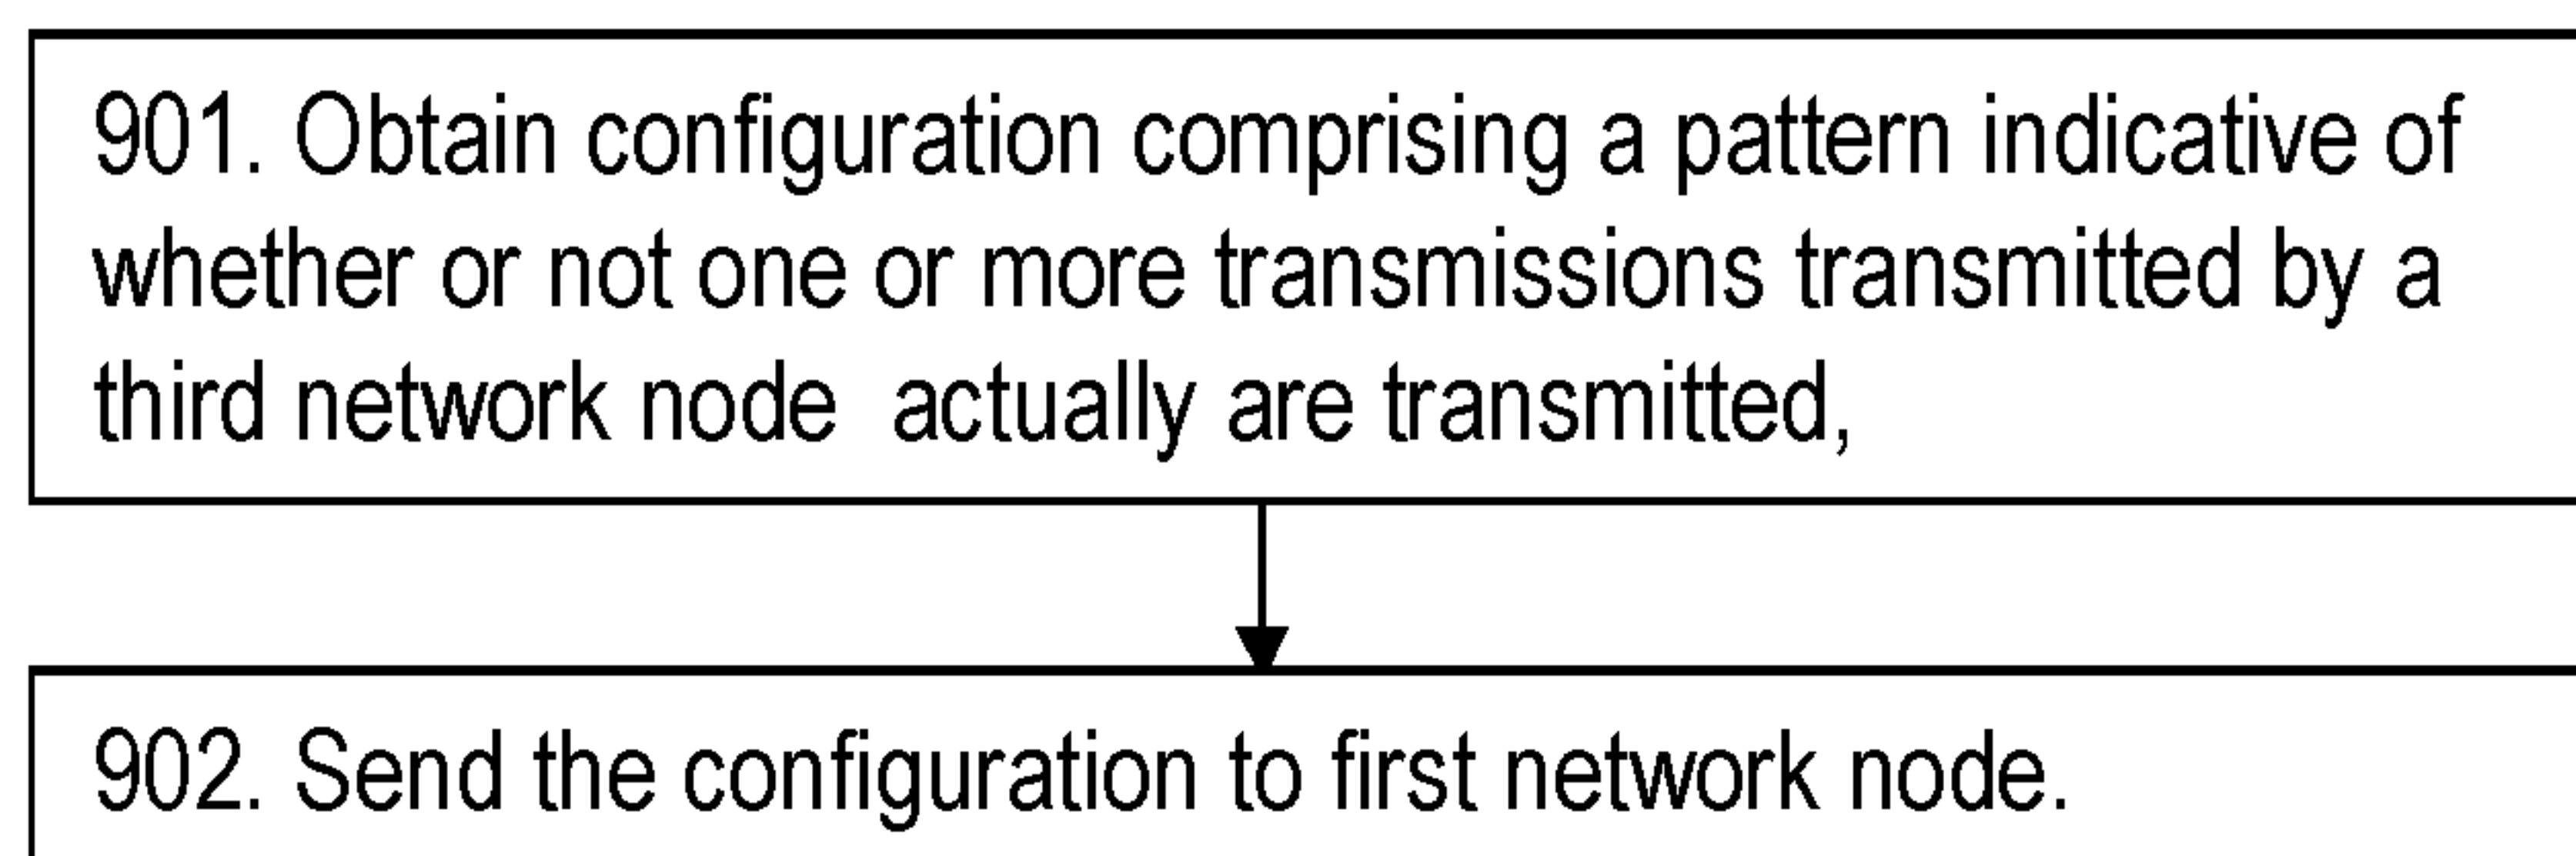 901. Obtain configuration comprising a pattern indicative of
whether or not one or more transmissions transmitted by a
third network node  actually are transmitted,
902. Send the configuration to first network node.